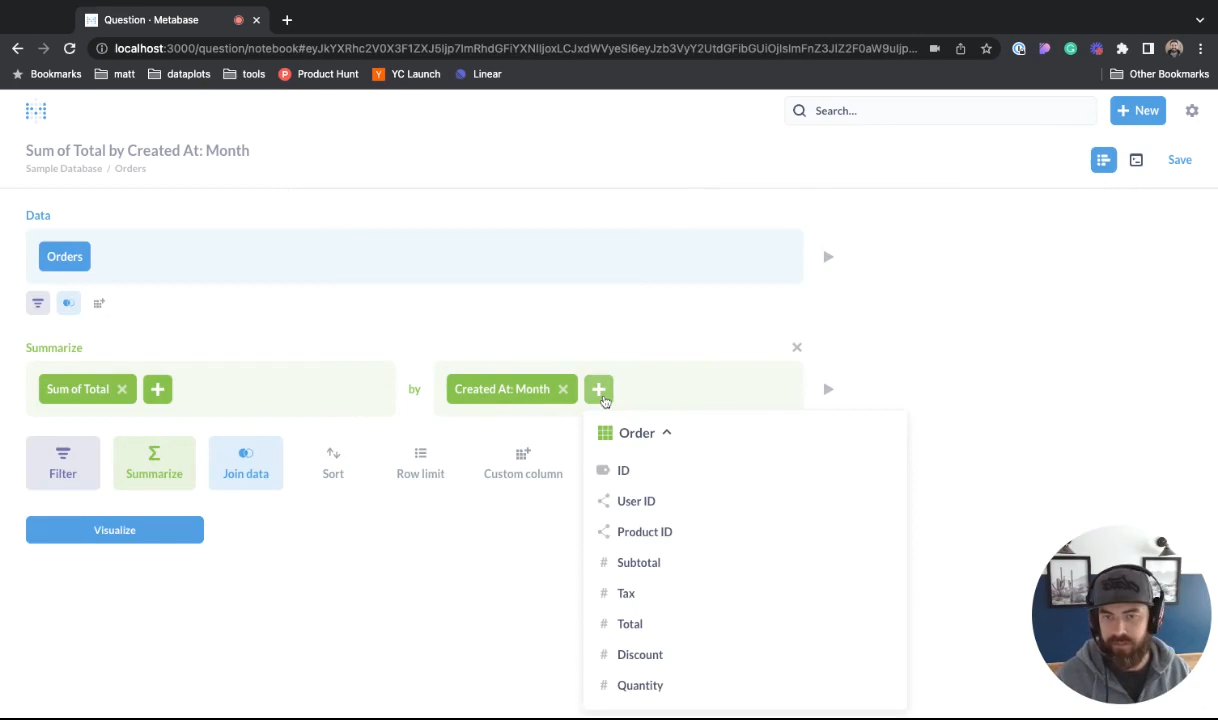 Question · Metabase
localhost:3000/question/notebook#eyJkYXRhc2V0X3F1ZXJ5Ijp7ImRhdGFiYXNlIjoxLCJxdWVyeSI6eyJzb3VyY2UtdGFibGUiOjIsImFnZ3JlZ2F0aW9uIjp...
Bookmarks matt dataplots tools Product Hunt YC Launch Linear Other Bookmarks
Search...
+ New
Sum of Total by Created At: Month
Sample Database / Orders
Save
Data
Orders
Summarize
Sum of Total
by
Created At: Month
Order
Filter
Summarize
Join data
Sort
Row limit
Custom column
ID
User ID
Product ID
Subtotal
Tax
Total
Discount
Quantity
Visualize